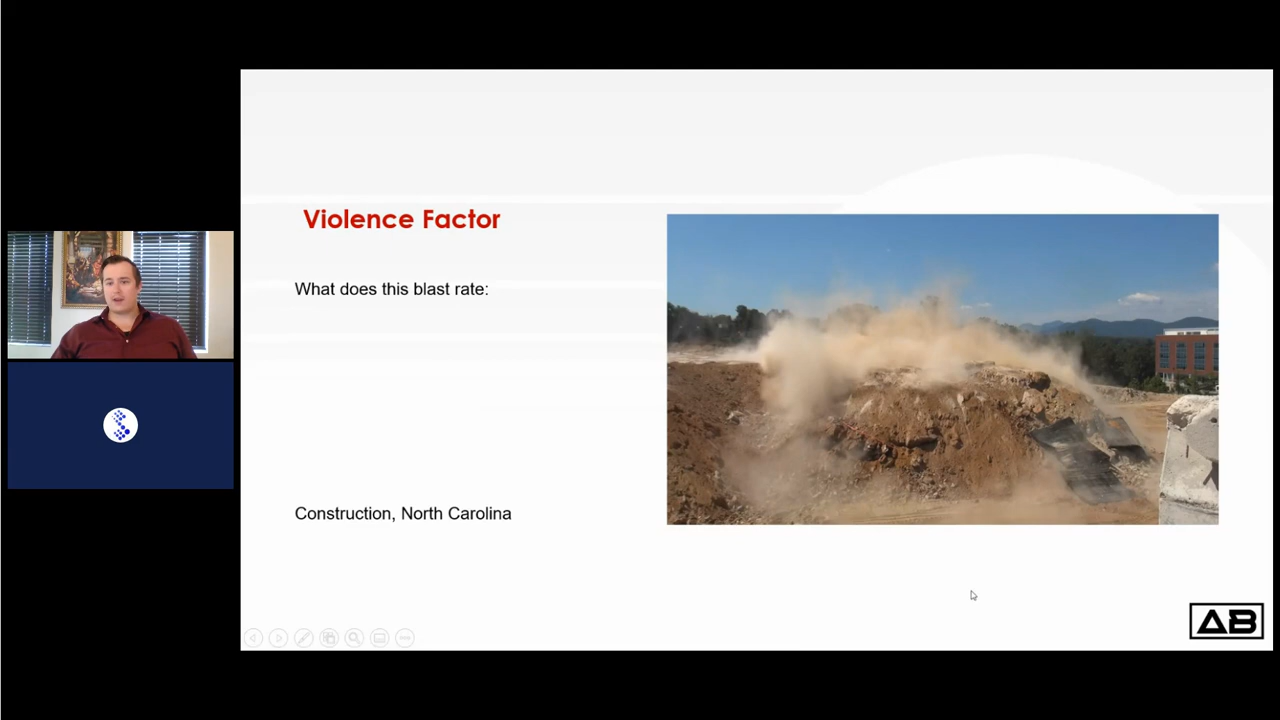 Violence Factor
What does this blast rate:
Construction, North Carolina
AB